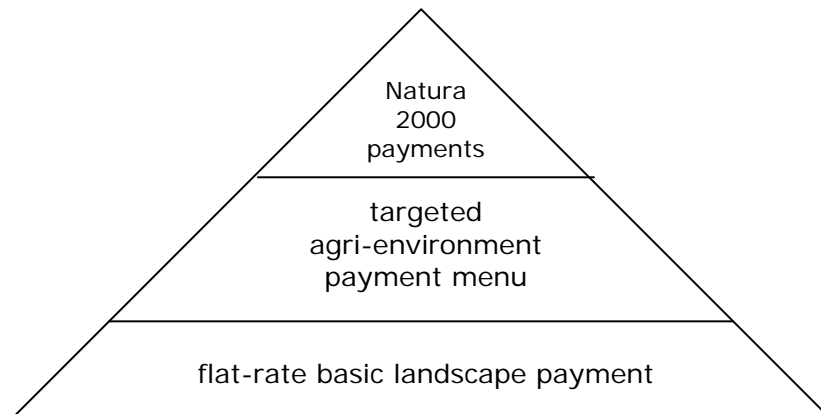 Natura
2000
payments
targeted
agri-environment
payment menu
flat-rate basic landscape payment